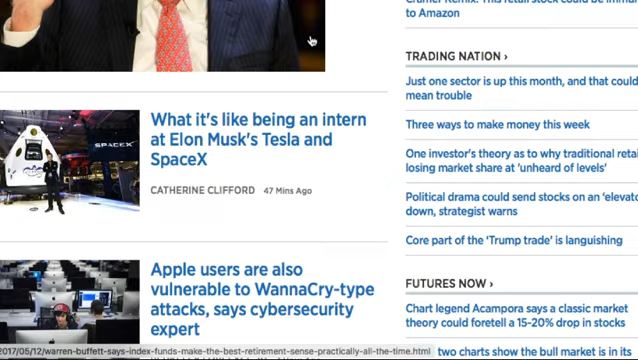 SPACEX
What it's like being an intern
at Elon Musk's Tesla and
SpaceX
CATHERINE CLIFFORD 47 Mins Ago
Apple users are also
vulnerable to WannaCry-type
attacks, says cybersecurity
expert
2017/05/12/warren-buffett-says-index-funds-make-the-best-retirement-sense-practically-all-the-time.html
to Amazon
TRADING NATION ›
Just one sector is up this month, and that could
mean trouble
Three ways to make money this week
One investor's theory as to why traditional retai
losing market share at 'unheard of levels'
Political drama could send stocks on an 'elevato
down, strategist warns
Core part of the 'Trump trade' is languishing
FUTURES NOW ›
Chart legend Acampora says a classic market
theory could foretell a 15-20% drop in stocks
two charts show the bull market is in its